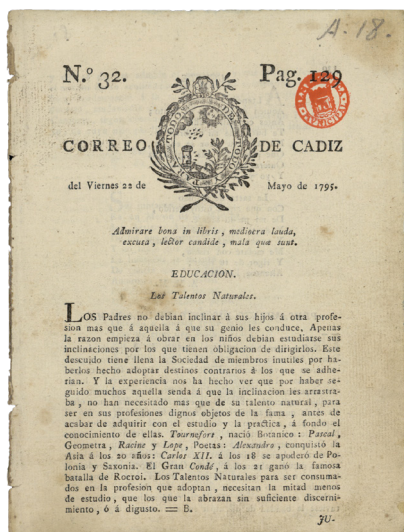 A. 18.
N.º 32. Pag. 129
CORREO DE CADIZ
del Viernes 22 de Mayo de 1795.
Admirare bona in libris, mediocra lauda,
excusa, lector candide, mala quæ sunt.
EDUCACION.
Los Talentos Naturales.
LOS Padres no debian inclinar á sus hijos á otra profe-
sion mas que á aquella á que su genio les conduce, Apenas
la razon empieza á obrar en los niños debian estudiarse sus
inclinaciones por los que tienen obligacion de dirigirlos. Este
descuido tiene llena la Sociedad de miembros inutiles por ha-
berlos hecho adoptar destinos contrarios á los que se adhe-
rian. Y la experiencia nos ha hecho ver que por haber se-
guido muchos aquella senda á que la inclinacion les arrastra-
ba, no han necesitado mas que de su talento natural, para
ser en sus profesiones dignos objetos de la fama, antes de
acabar de adquirir con el estudio y la práctica, á fondo el
conocimiento de ellas. Tournefort, nació Botanico: Pascal,
Geometra, Racine y Lope, Poetas: Alexandro, conquistó la
Asia á los 20 años: Carlos XII. á los 18 se apoderó de Po-
lonia y Saxonia. El Gran Condé, á los 21 ganó la famosa
batalla de Rocroi. Los Talentos Naturales para ser consuma-
dos en la profesion que adoptan, necesitan la mitad menos
de estudio, que los que la abrazan sin suficiente discerni-
miento, ó á digusto. = B.
JU-